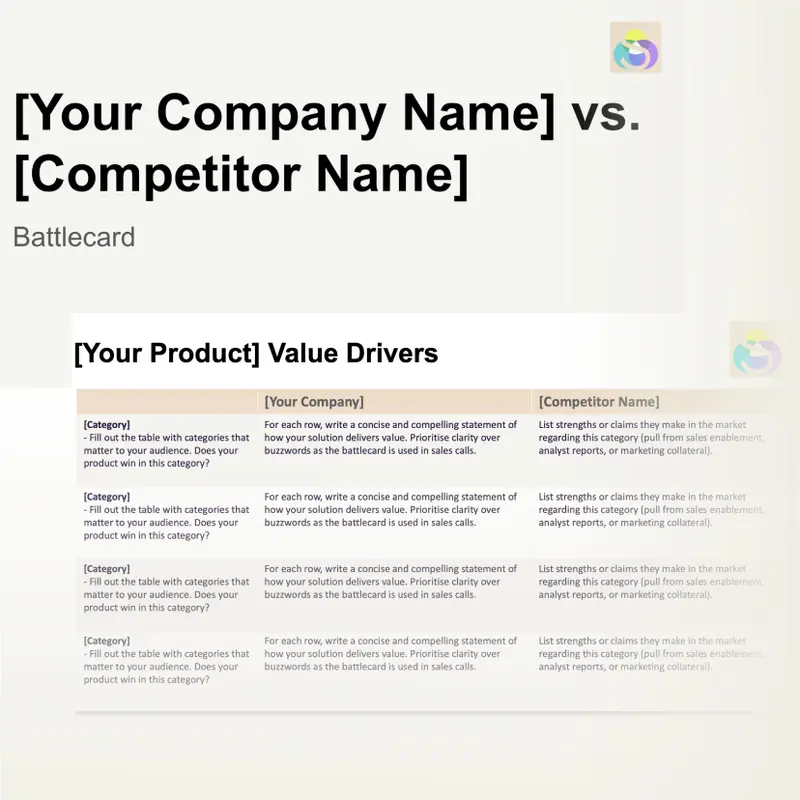 [Your Company Name] vs.
[Competitor Name]
Battlecard
[Your Product] Value Drivers
[Your Company]
[Competitor Name]
[Category]
- Fill out the table with categories that
matter to your audience. Does your
product win in this category?
For each row, write a concise and compelling statement of
how your solution delivers value. Prioritise clarity over
buzzwords as the battlecard is used in sales calls.
List strengths or claims they make in the market
regarding this category (pull from sales enablement,
analyst reports, or marketing collateral).
[Category]
- Fill out the table with categories that
matter to your audience. Does your
product win in this category?
For each row, write a concise and compelling statement of
how your solution delivers value. Prioritise clarity over
buzzwords as the battlecard is used in sales calls.
List strengths or claims they make in the market
regarding this category (pull from sales enablement,
analyst reports, or marketing collateral).
[Category]
- Fill out the table with categories that
matter to your audience. Does your
product win in this category?
For each row, write a concise and compelling statement of
how your solution delivers value. Prioritise clarity over
buzzwords as the battlecard is used in sales calls.
List strengths or claims they make in the market
regarding this category (pull from sales enablement,
analyst reports, or marketing collateral).
[Category]
- Fill out the table with categories that
matter to your audience. Does your
product win in this category?
For each row, write a concise and compelling statement of
how your solution delivers value. Prioritise clarity over
buzzwords as the battlecard is used in sales calls.
List strengths or claims they make in the market
regarding this category (pull from sales enablement,
analyst reports, or marketing collateral).